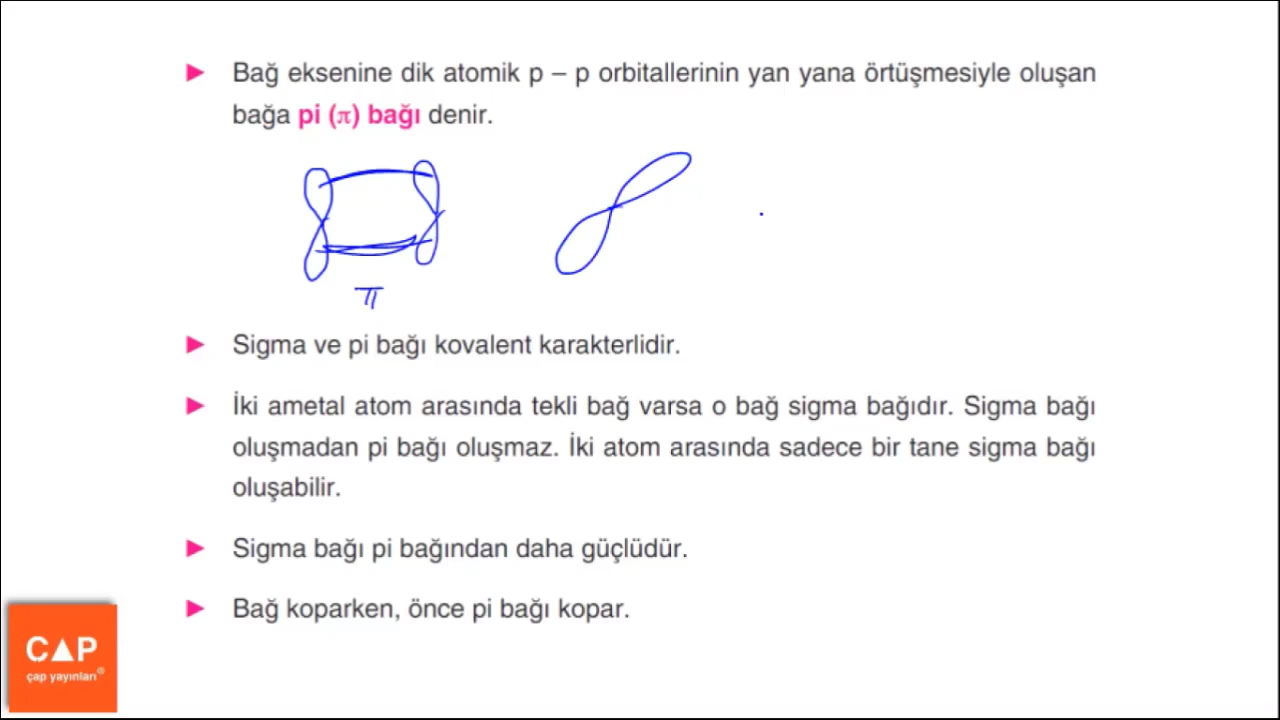 ► Bağ eksenine dik atomik p – p orbitallerinin yan yana örtüşmesiyle oluşan
bağa pi (π) bağı denir.
π
► Sigma ve pi bağı kovalent karakterlidir.
► İki ametal atom arasında tekli bağ varsa o bağ sigma bağıdır. Sigma bağı
oluşmadan pi bağı oluşmaz. İki atom arasında sadece bir tane sigma bağı
oluşabilir.
► Sigma bağı pi bağından daha güçlüdür.
► Bağ koparken, önce pi bağı kopar.
ÇAP
çap yayınları®